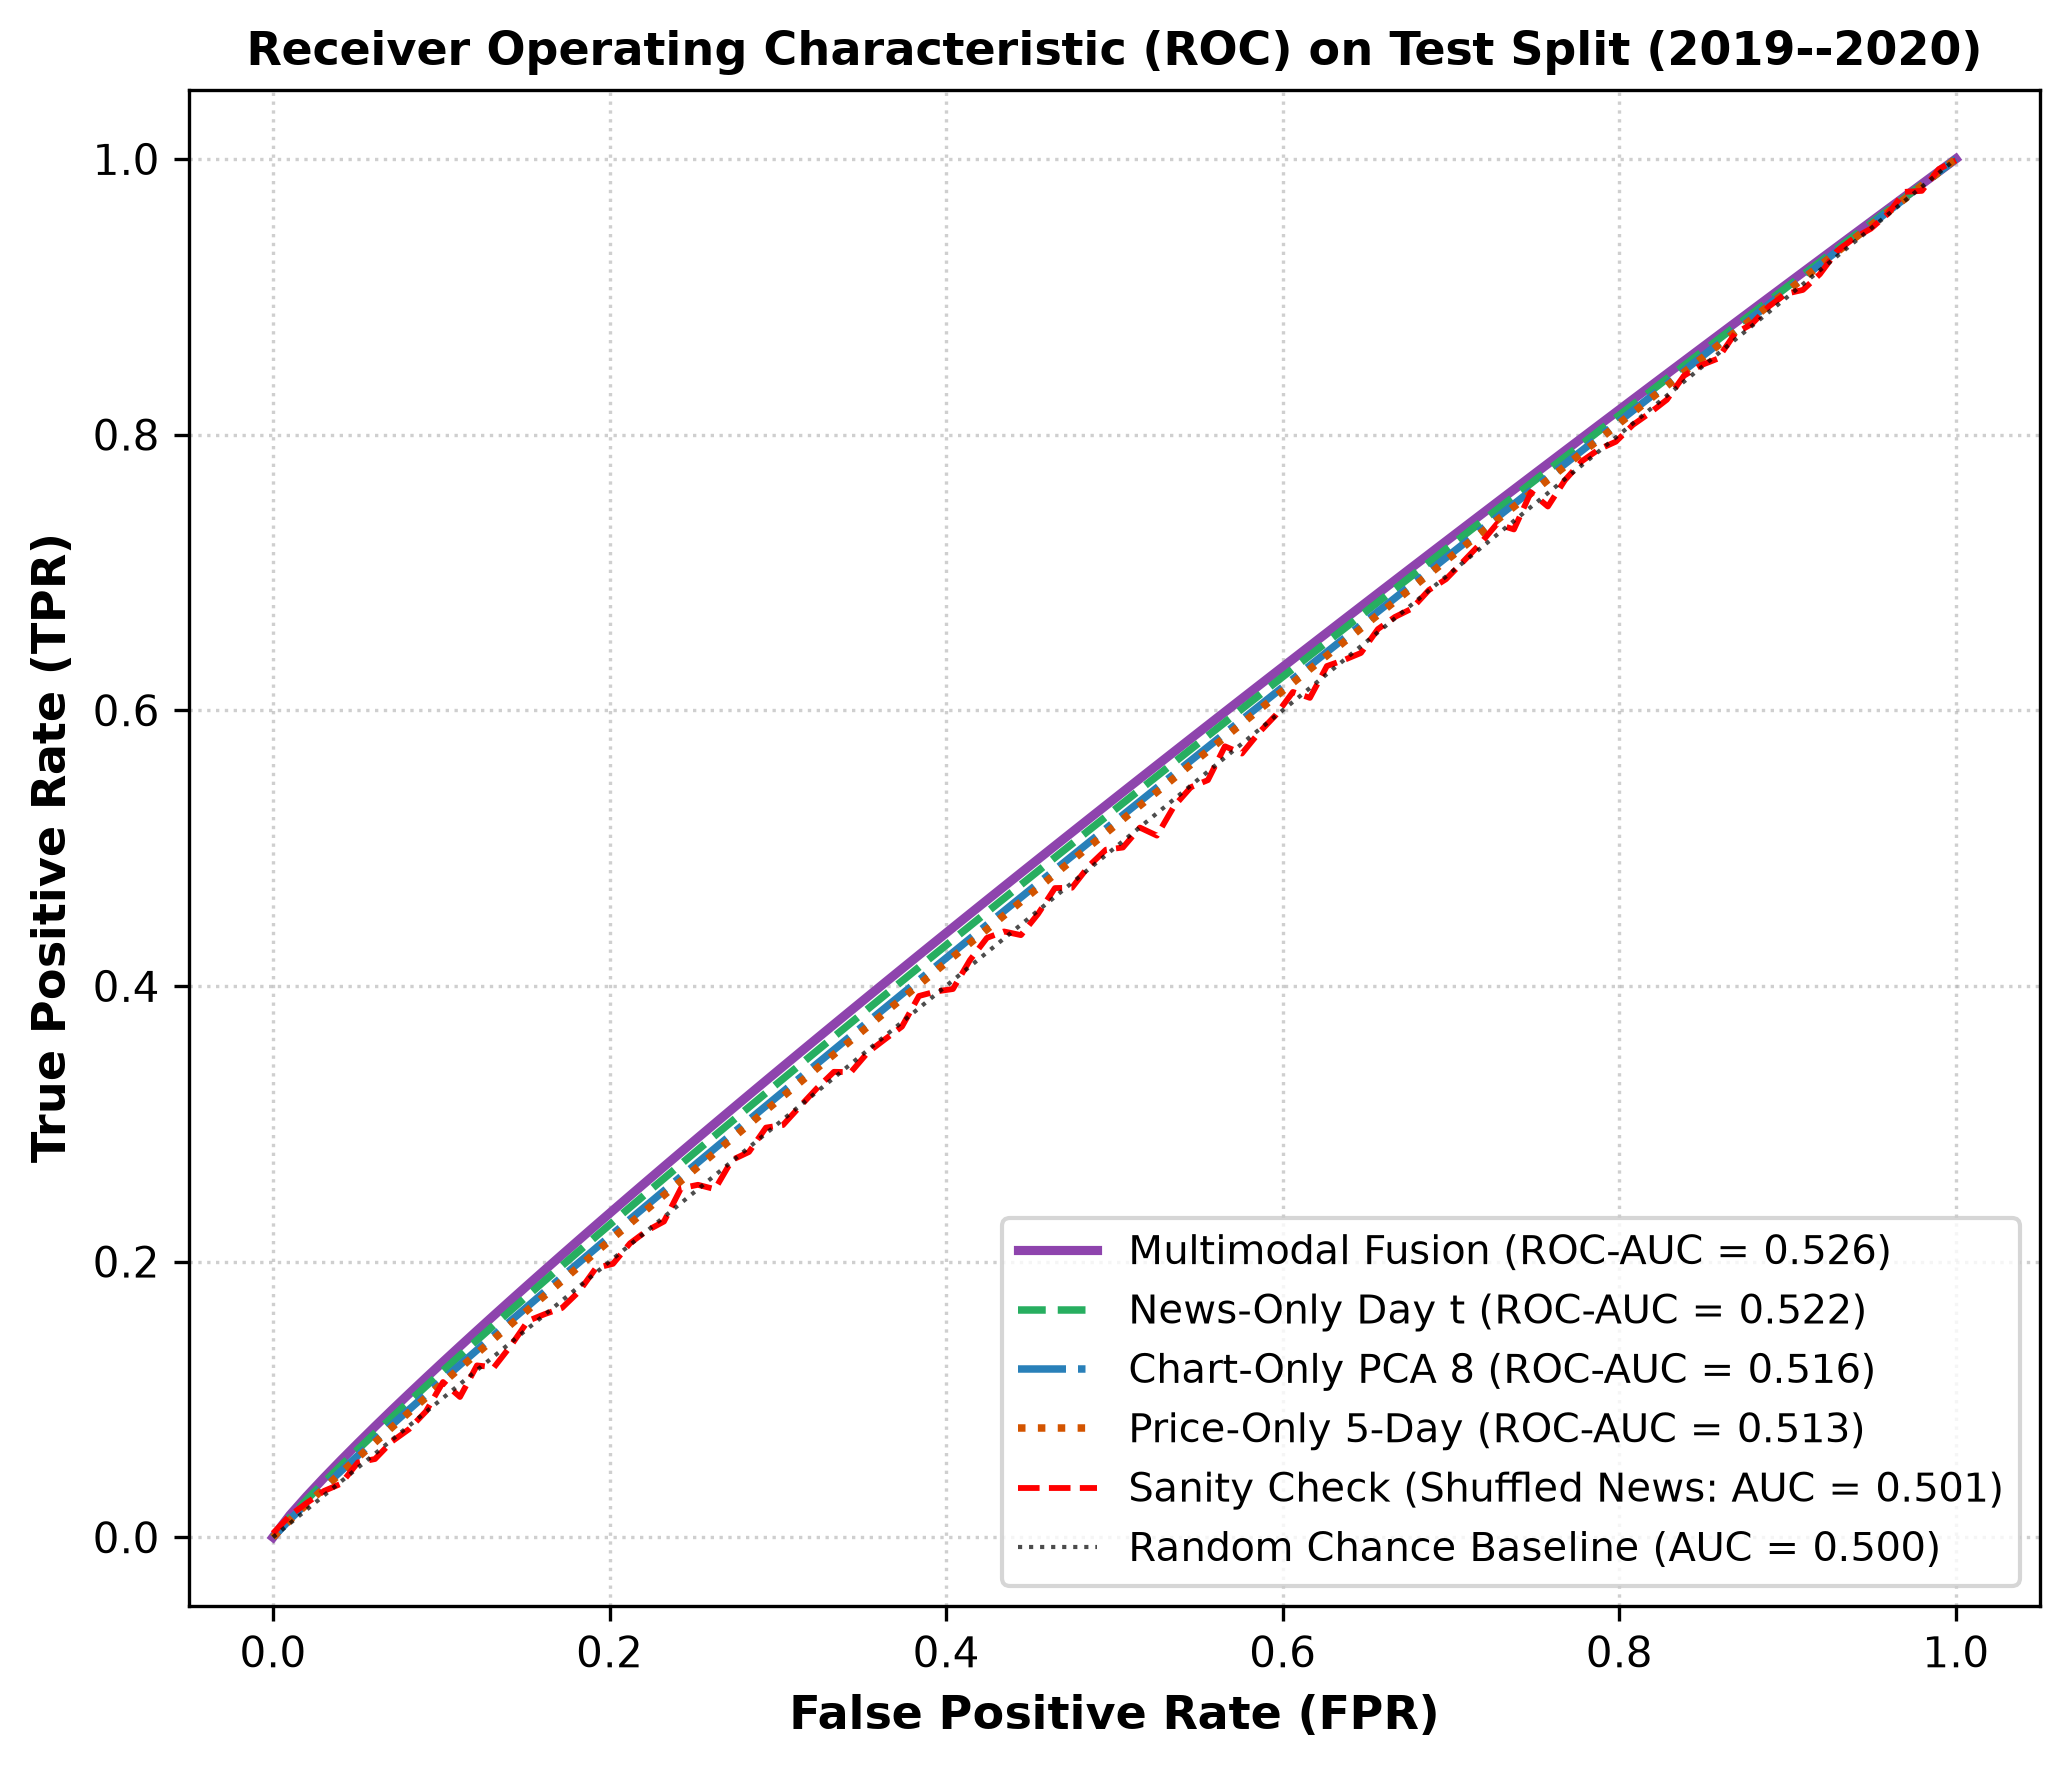 Receiver Operating Characteristic (ROC) on Test Split (2019--2020)
True Positive Rate (TPR)
1.0
0.8
0.6
0.4
0.2
0.0
Multimodal Fusion (ROC-AUC = 0.526)
News-Only Day t (ROC-AUC = 0.522)
Chart-Only PCA 8 (ROC-AUC = 0.516)
Price-Only 5-Day (ROC-AUC = 0.513)
Sanity Check (Shuffled News: AUC = 0.501)
Random Chance Baseline (AUC = 0.500)
0.0 0.2 0.4 0.6 0.8 1.0
False Positive Rate (FPR)